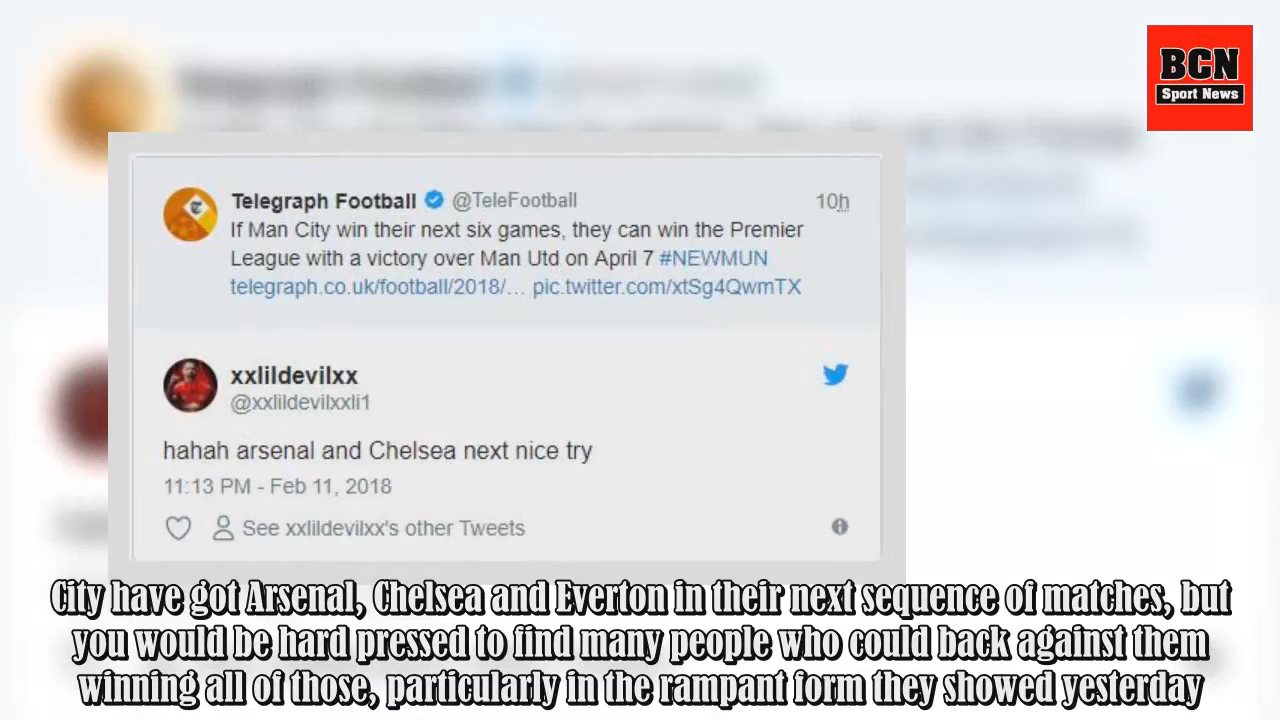 BCN
Sport News
Telegraph Football @TeleFootball 10h
If Man City win their next six games, they can win the Premier
League with a victory over Man Utd on April 7 #NEWMUN
telegraph.co.uk/football/2018/... pic.twitter.com/xtSg4QwmTX
xxlildevilxx
@xxlildevilxxli1
hahah arsenal and Chelsea next nice try
11:13 PM - Feb 11, 2018
See xxlildevilxx's other Tweets
City have got Arsenal, Chelsea and Everton in their next sequence of matches, but
you would be hard pressed to find many people who could back against them
winning all of those, particularly in the rampant form they showed yesterday